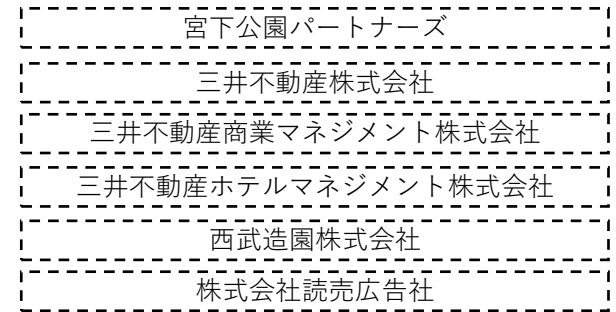 宮下公園パートナーズ
三井不動産株式会社
三井不動産商業マネジメント株式会社
三井不動産ホテルマネジメント株式会社
西武造園株式会社
株式会社読売広告社